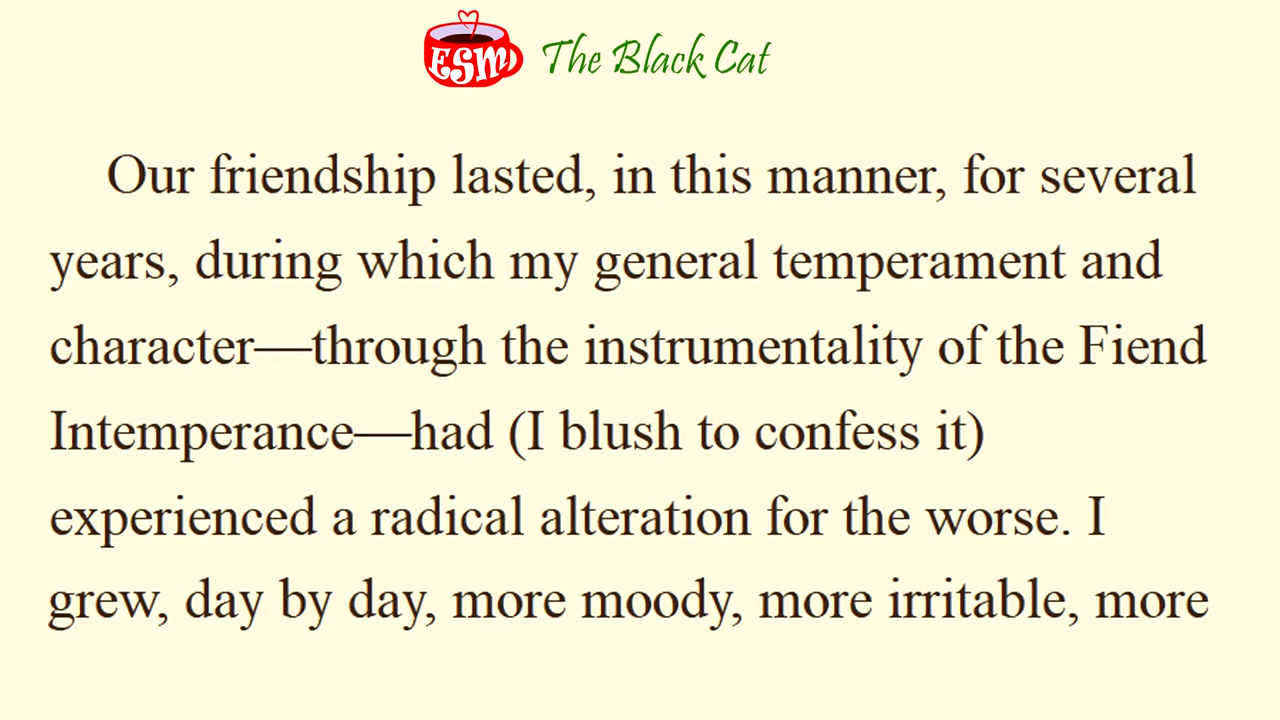 ESM The Black Cat
Our friendship lasted, in this manner, for several
years, during which my general temperament and
character—through the instrumentality of the Fiend
Intemperance—had (I blush to confess it)
experienced a radical alteration for the worse. I
grew, day by day, more moody, more irritable, more